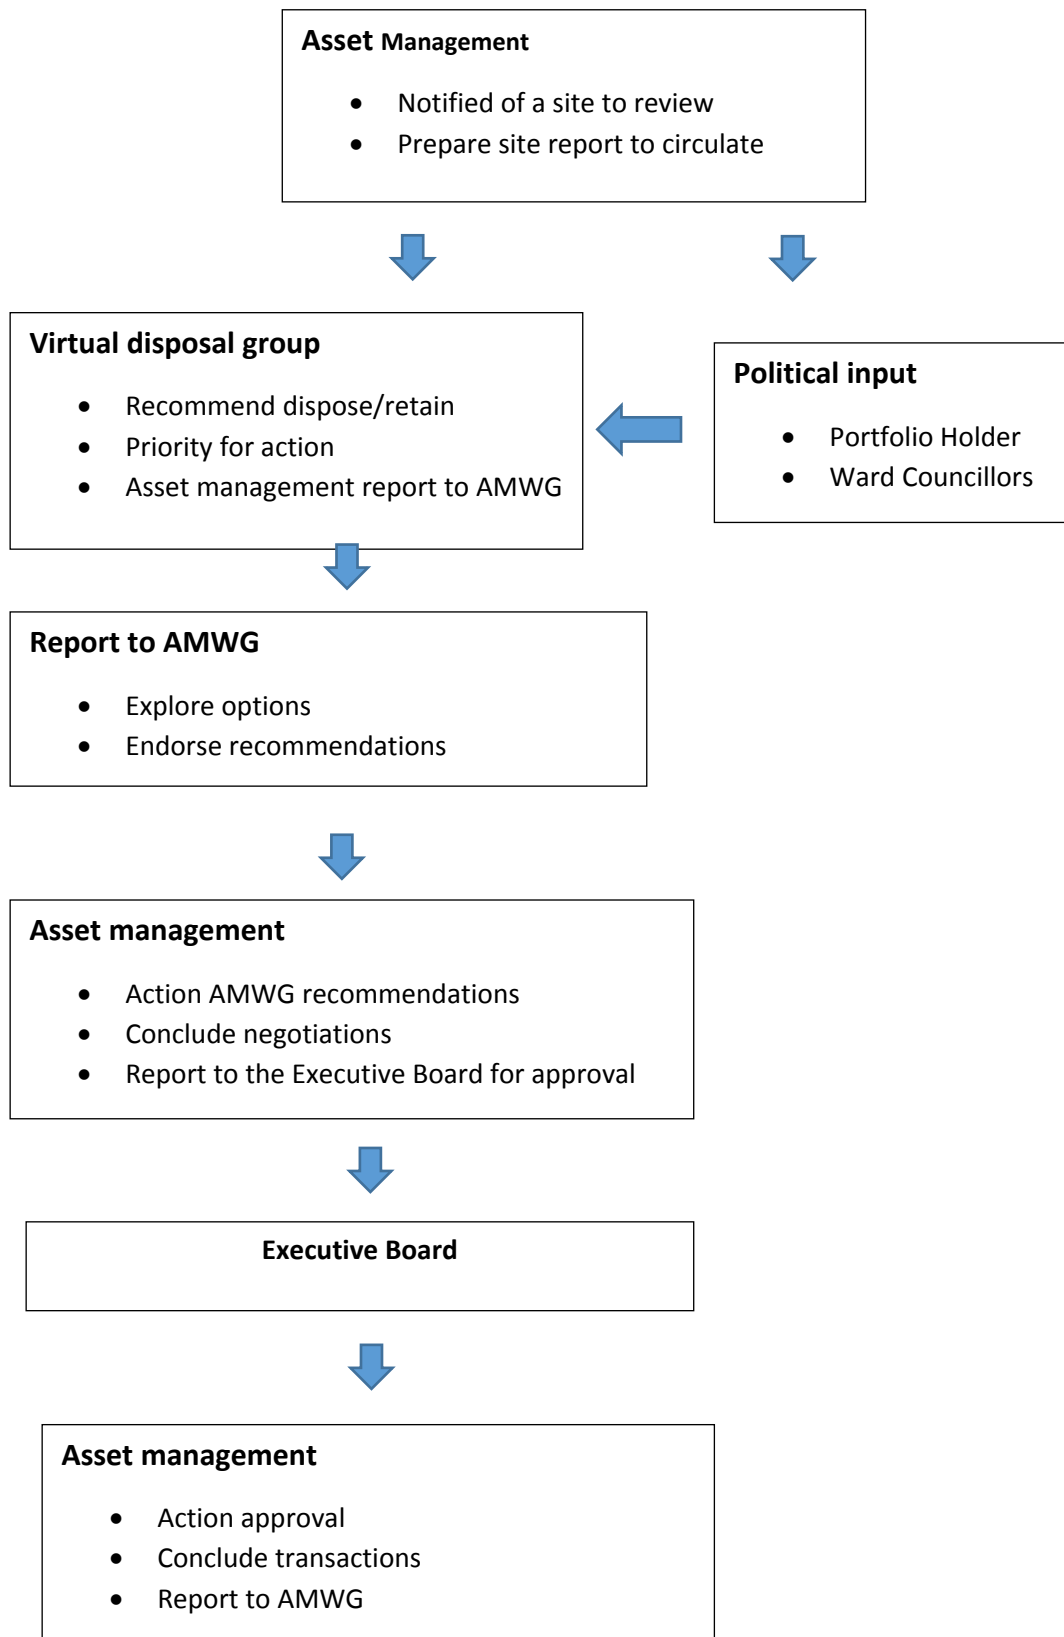 Asset Management
• Notified of a site to review
• Prepare site report to circulate
Virtual disposal group
• Recommend dispose/retain
• Priority for action
• Asset management report to AMWG
Political input
• Portfolio Holder
• Ward Councillors
Report to AMWG
• Explore options
• Endorse recommendations
Asset management
• Action AMWG recommendations
• Conclude negotiations
• Report to the Executive Board for approval
Executive Board
Asset management
• Action approval
• Conclude transactions
• Report to AMWG